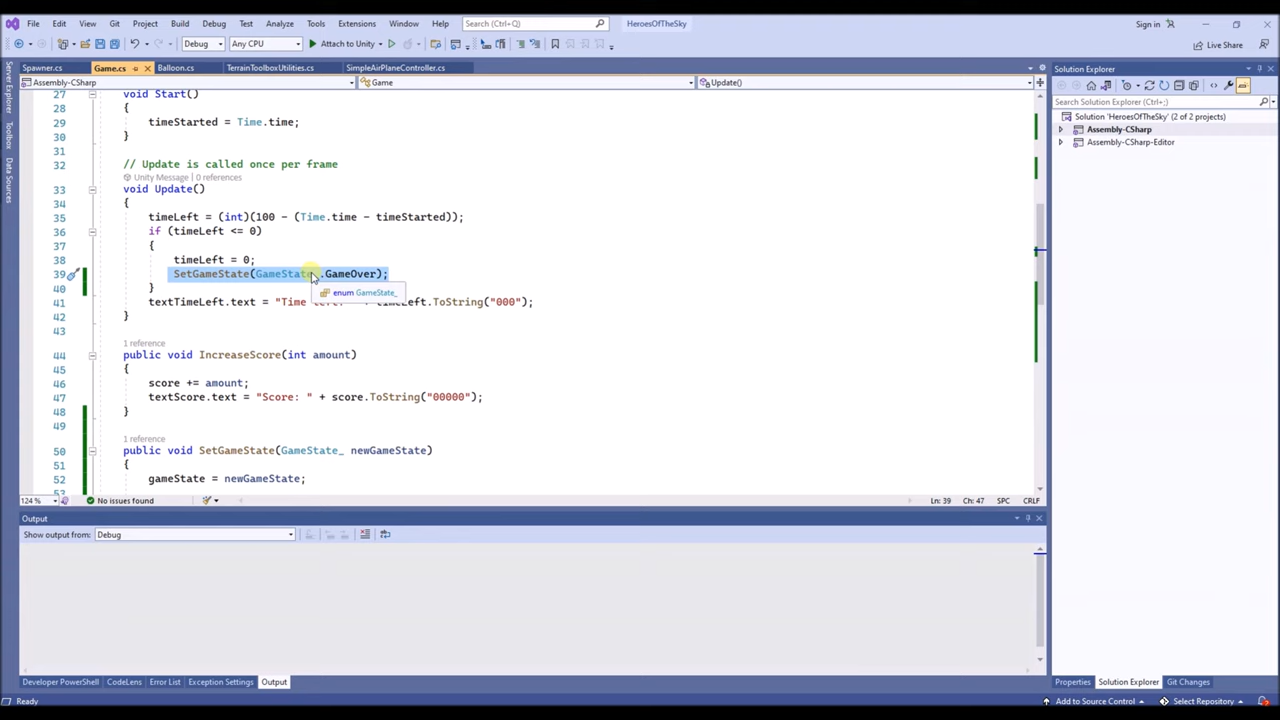 File Edit View Git Project Build Debug Test Analyze Tools Extensions Window Help Search (Ctrl+Q) HeroesOfTheSky Sign in
Debug Any CPU Attach to Unity Live Share
Spawner.cs Game.cs Balloon.cs TerrainToolboxUtilities.cs SimpleAirPlaneController.cs
Assembly-CSharp Game Update()
Server Explorer
Toolbox
Data Sources
27 void Start()
28 {
29 timeStarted = Time.time;
30 }
31
32 // Update is called once per frame
Unity Message | 0 references
33 void Update()
34 {
35 timeLeft = (int)(100 - (Time.time - timeStarted));
36 if (timeLeft <= 0)
37 {
38 timeLeft = 0;
39 SetGameState(GameState_.GameOver);
40 }
enum GameState_
41 textTimeLeft.text = "Time timeLeft.ToString("000");
42 }
43
1 reference
44 public void IncreaseScore(int amount)
45 {
46 score += amount;
47 textScore.text = "Score: " + score.ToString("00000");
48 }
49
1 reference
50 public void SetGameState(GameState_ newGameState)
51 {
52 gameState = newGameState;
53
124 % No issues found Ln: 39 Ch: 47 SPC CRLF
Output
Show output from: Debug
Developer PowerShell CodeLens Error List Exception Settings Output
Solution Explorer
Search Solution Explorer (Ctrl+;)
Solution 'HeroesOfTheSky' (2 of 2 projects)
Assembly-CSharp
Assembly-CSharp-Editor
Properties Solution Explorer Git Changes
Ready Add to Source Control Select Repository